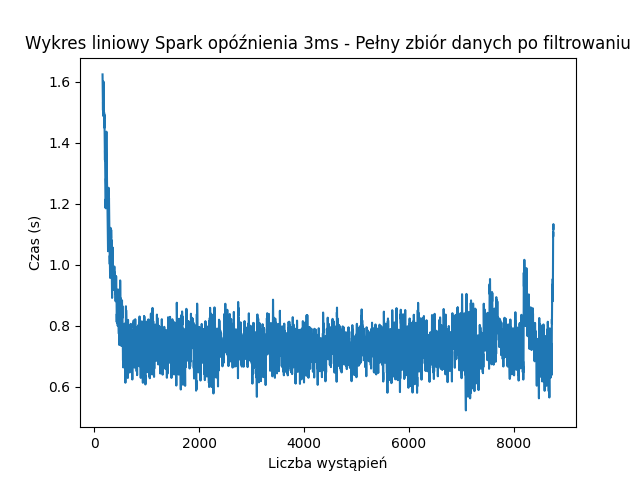 Wykres liniowy Spark opóźnienia 3ms - Pełny zbiór danych po filtrowaniu
1.6
1.4
1.2
1.0
0.8
0.6
Czas (s)
0 2000 4000 6000 8000
Liczba wystąpień